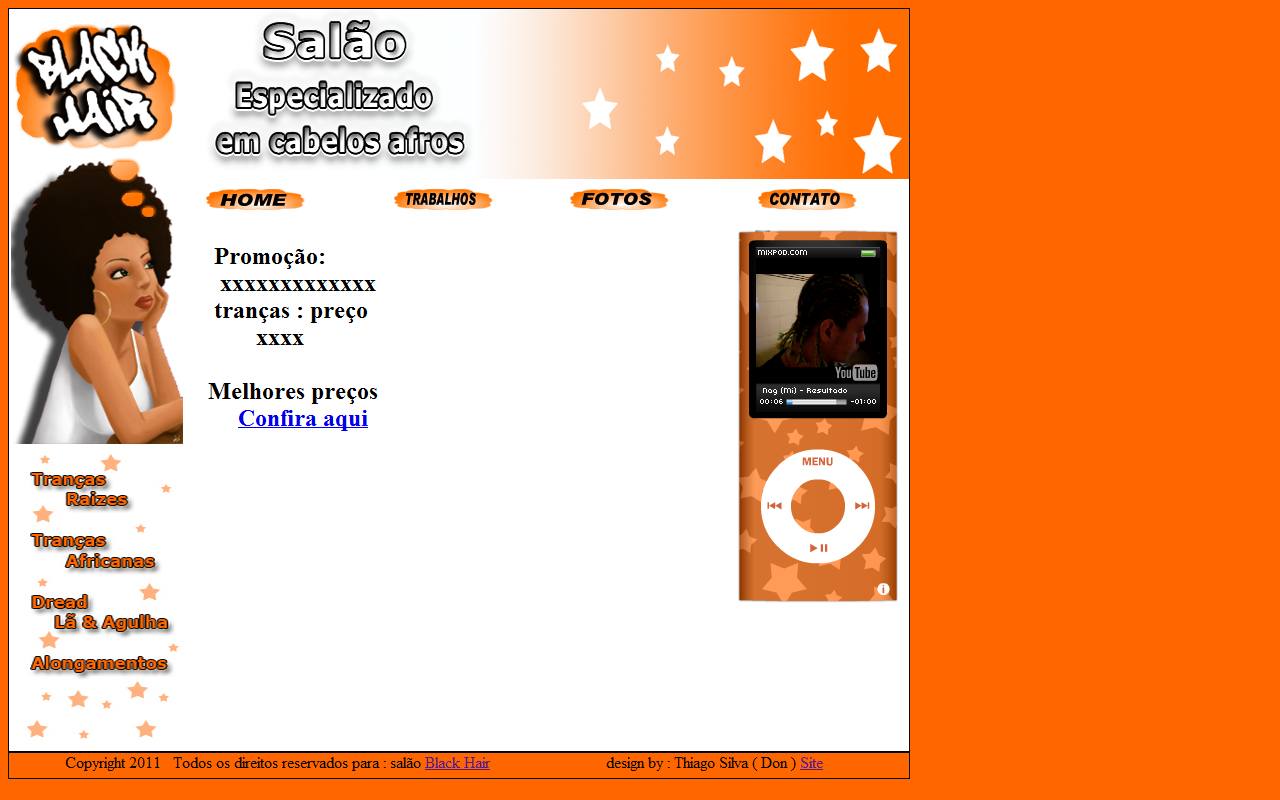 BLACK
HAIR
Salão
Especializado
em cabelos afros
HOME TRABALHOS FOTOS CONTATO
Promoção:
xxxxxxxxxxxxx
tranças : preço
xxxx
Melhores preços
Confira aqui
MIXPOD.COM
You Tube
Nag (Mi) - Resultado
00:06 -01:00
MENU
Tranças
Raizes
Tranças
Africanas
Dread
Lã & Agulha
Alongamentos
Copyright 2011 Todos os direitos reservados para : salão Black Hair design by : Thiago Silva ( Don ) Site